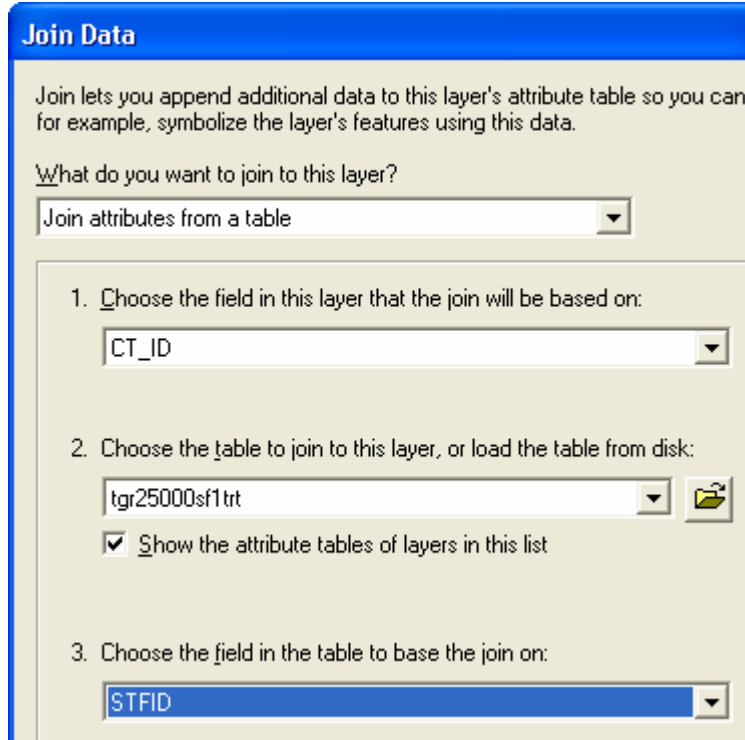 Join Data
Join lets you append additional data to this layer's attribute table so you can
for example, symbolize the layer's features using this data.
What do you want to join to this layer?
Join attributes from a table
1. Choose the field in this layer that the join will be based on:
CT_ID
2. Choose the table to join to this layer, or load the table from disk:
tgr25000sf1trt
Show the attribute tables of layers in this list
3. Choose the field in the table to base the join on:
STFID